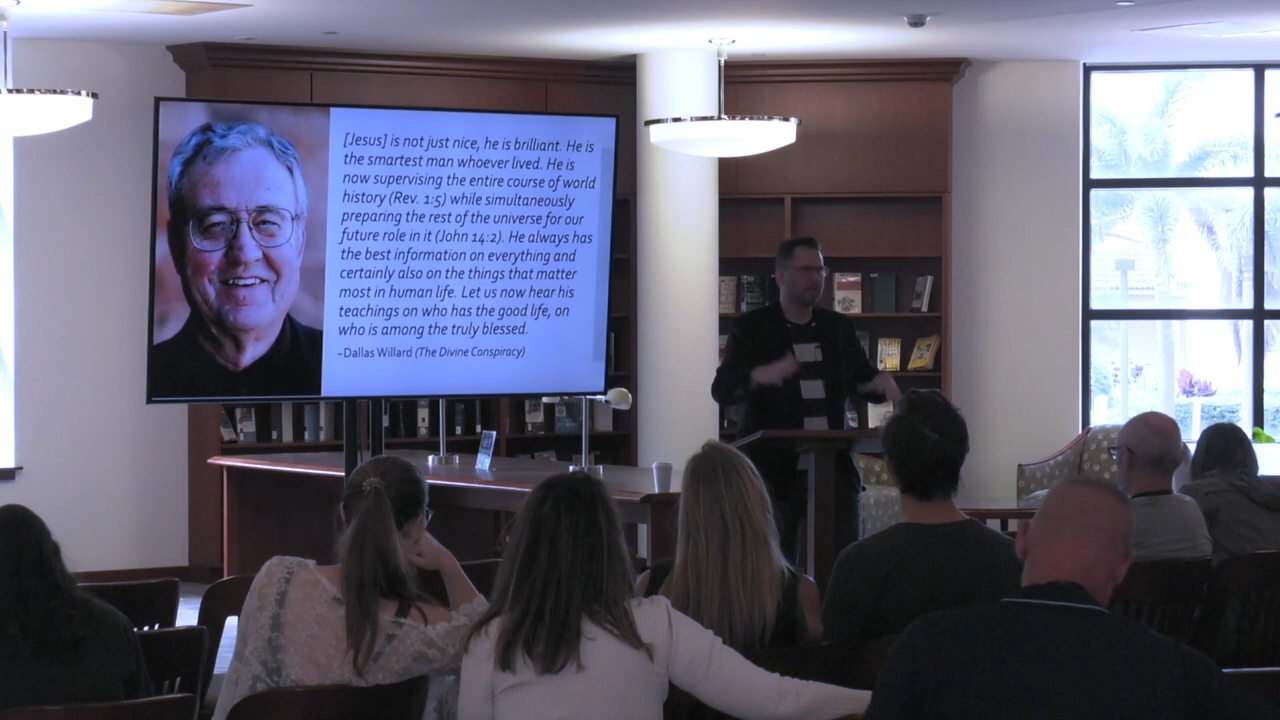 [Jesus] is not just nice, he is brilliant. He is
the smartest man whoever lived. He is
now supervising the entire course of world
history (Rev. 1:5) while simultaneously
preparing the rest of the universe for our
future role in it (John 14:2). He always has
the best information on everything and
certainly also on the things that matter
most in human life. Let us now hear his
teachings on who has the good life, on
who is among the truly blessed.
–Dallas Willard (The Divine Conspiracy)